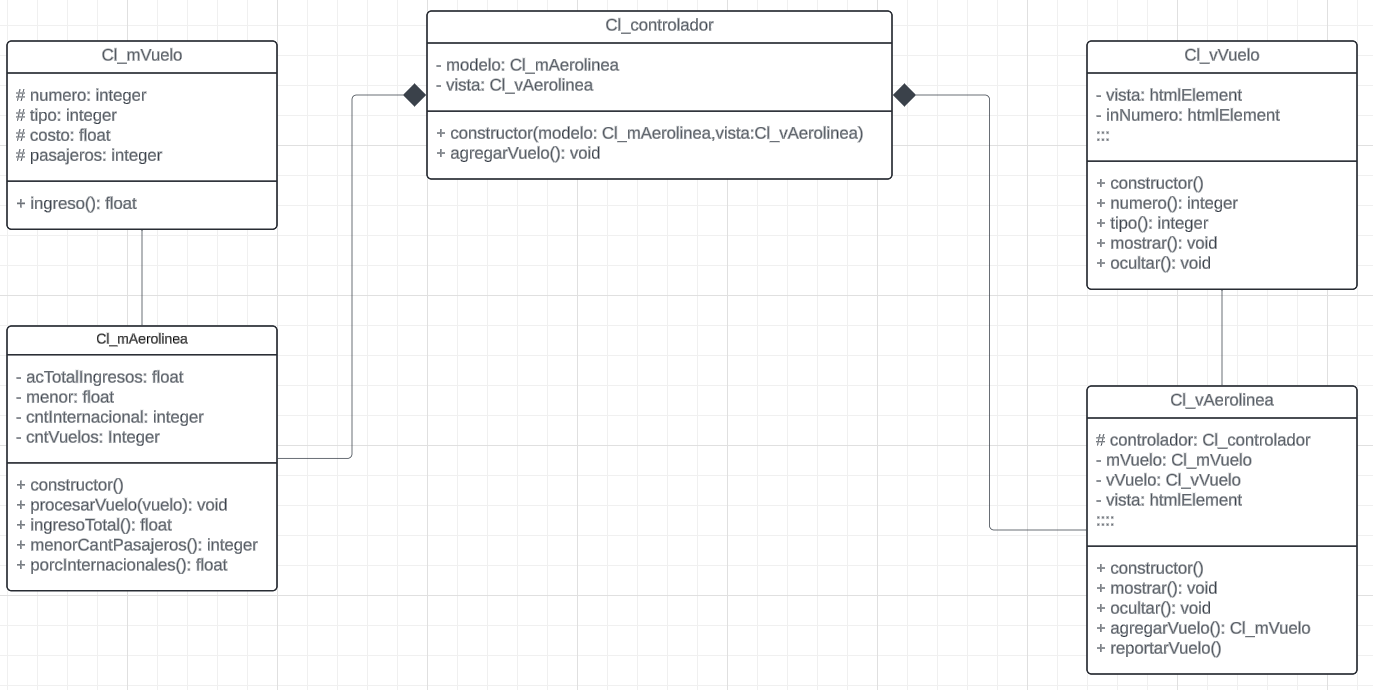 Cl_mVuelo
# numero: integer
# tipo: integer
# costo: float
# pasajeros: integer
+ ingreso(): float
Cl_mAerolinea
- acTotalIngresos: float
- menor: float
- cntInternacional: integer
- cntVuelos: Integer
+ constructor()
+ procesarVuelo(vuelo): void
+ ingresoTotal(): float
+ menorCantPasajeros(): integer
+ porcInternacionales(): float
Cl_controlador
- modelo: Cl_mAerolinea
- vista: Cl_vAerolinea
+ constructor(modelo: Cl_mAerolinea,vista:Cl_vAerolinea)
+ agregarVuelo(): void
Cl_vVuelo
- vista: htmlElement
- inNumero: htmlElement
:::
+ constructor()
+ numero(): integer
+ tipo(): integer
+ mostrar(): void
+ ocultar(): void
Cl_vAerolinea
# controlador: Cl_controlador
- mVuelo: Cl_mVuelo
- vVuelo: Cl_vVuelo
- vista: htmlElement
::::
+ constructor()
+ mostrar(): void
+ ocultar(): void
+ agregarVuelo(): Cl_mVuelo
+ reportarVuelo()